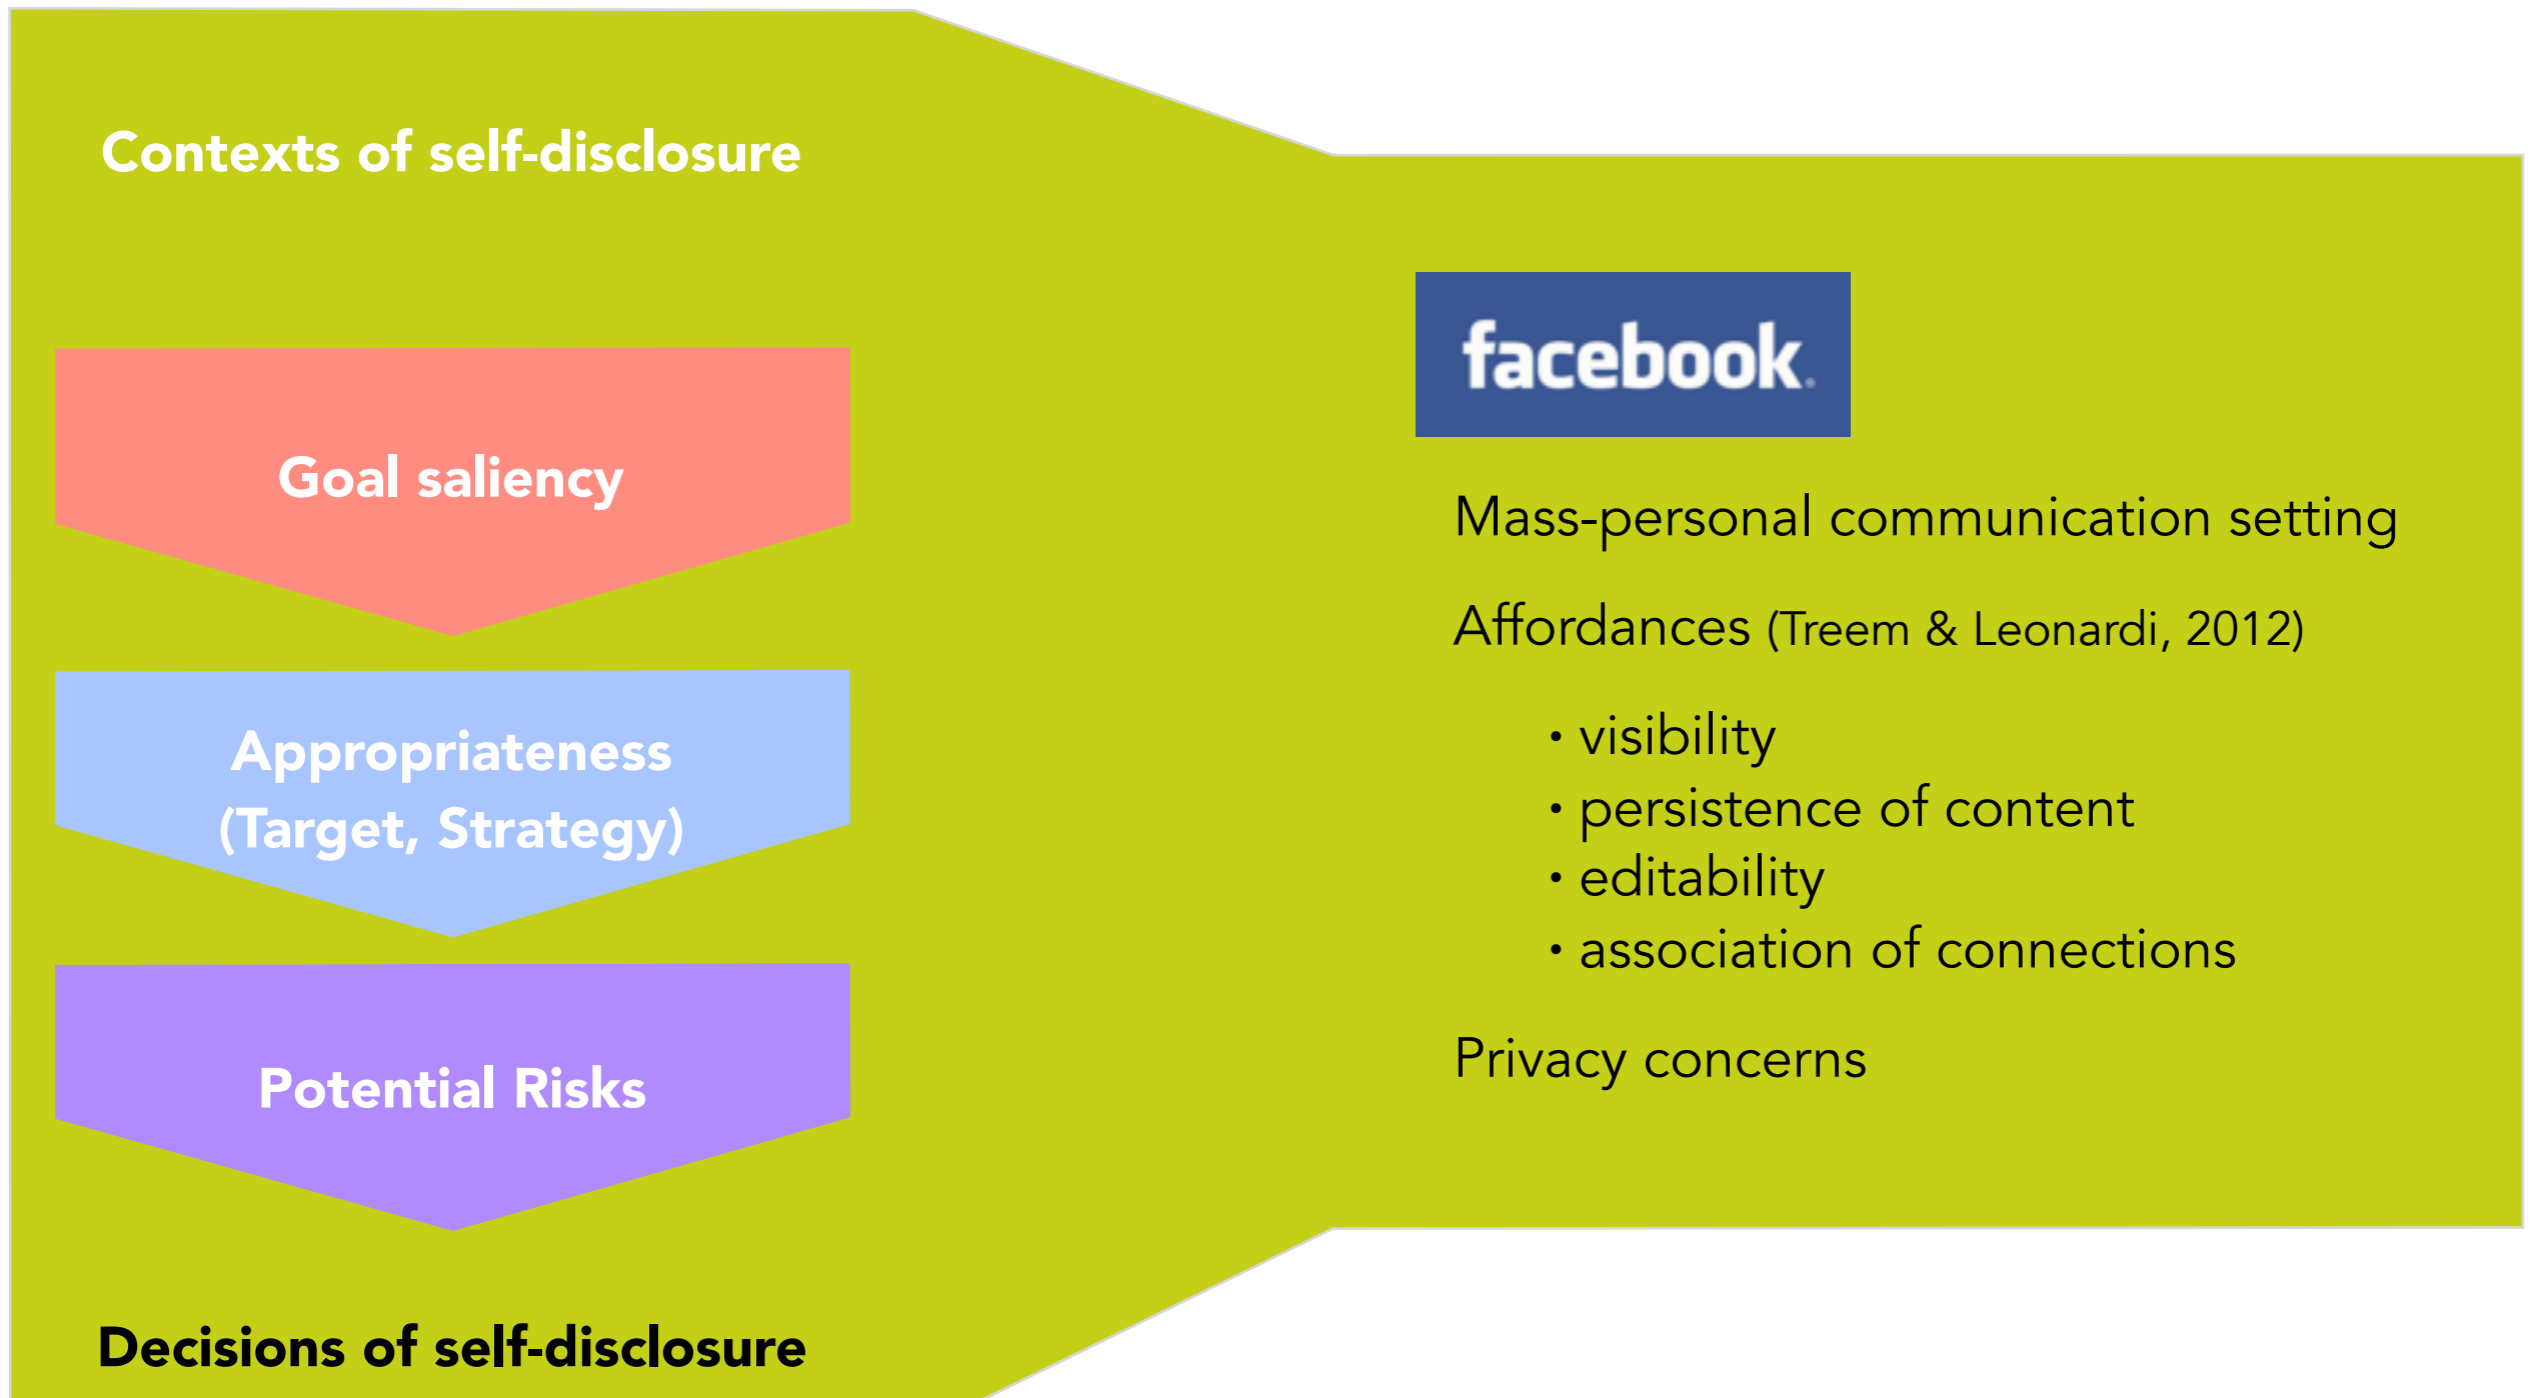 Contexts of self-disclosure
Goal saliency
Appropriateness
(Target, Strategy)
Potential Risks
Decisions of self-disclosure
facebook.
Mass-personal communication setting
Affordances (Treem & Leonardi, 2012)
• visibility
• persistence of content
• editability
• association of connections
Privacy concerns